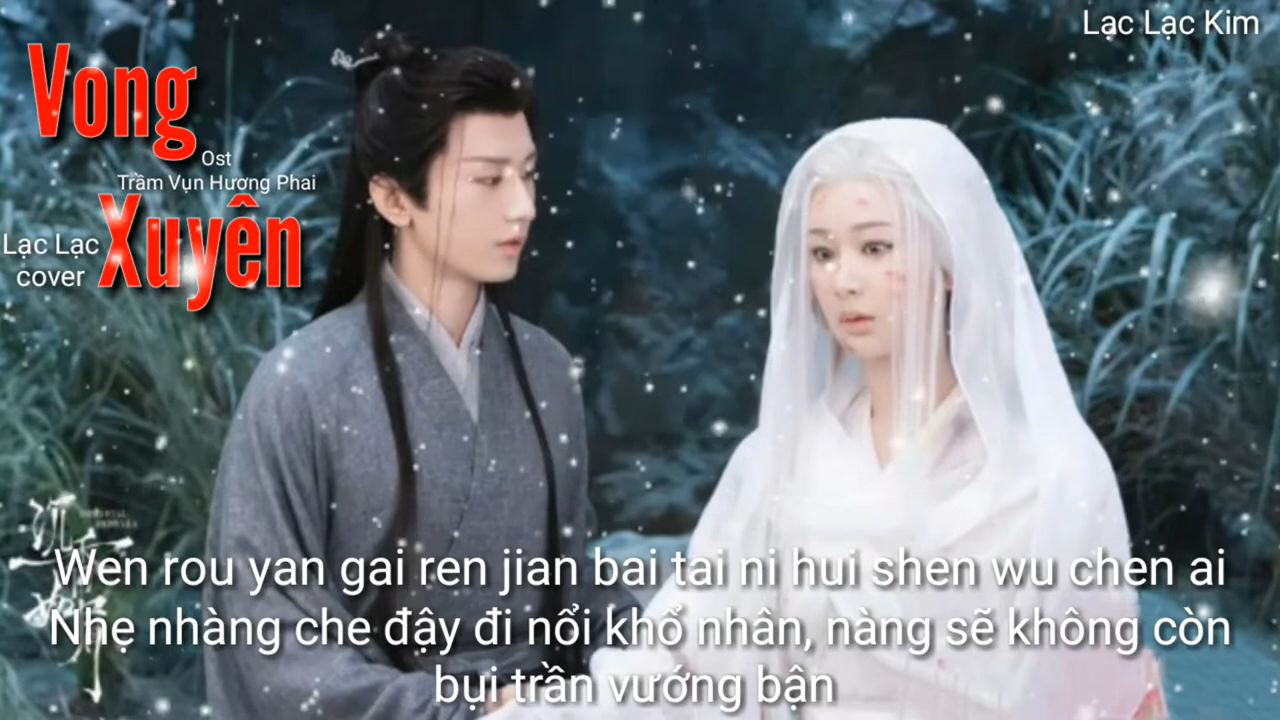 Lạc Lạc Kim
Vong
Ost
Trầm Vụn Hương Phai
Xuyên
Lạc Lạc
cover
Wen rou yan gai ren jian bai tai ni hui shen wu chen ai
Nhẹ nhàng che đậy đi nổi khổ nhân, nàng sẽ không còn
bụi trần vướng bận